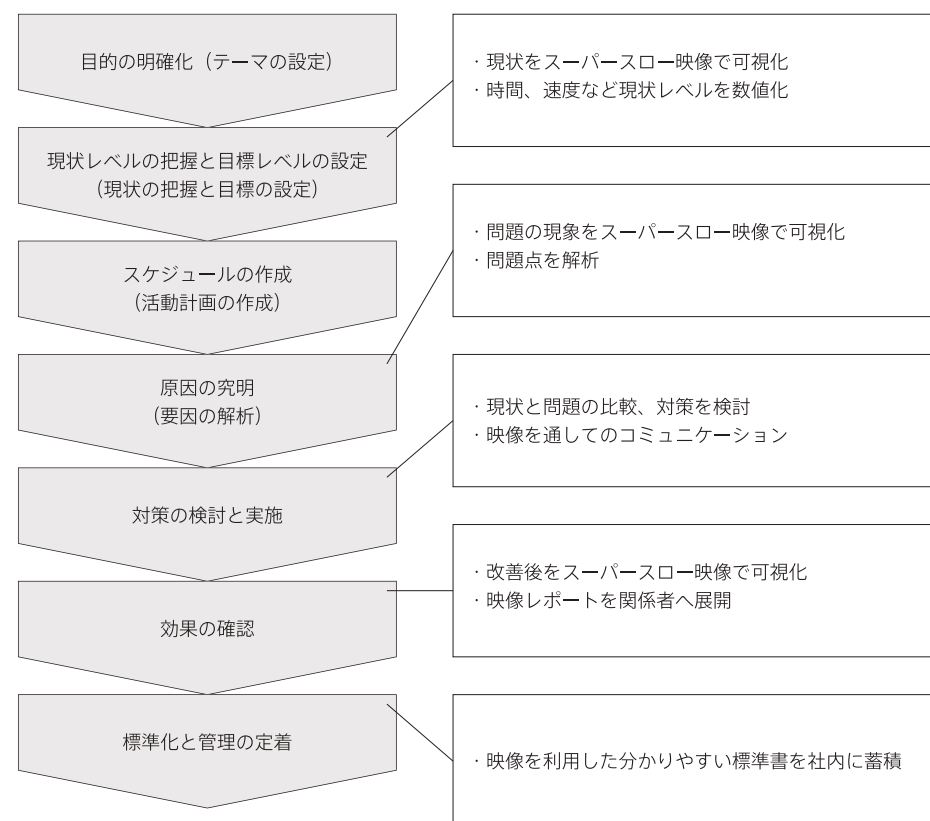 目的の明確化（テーマの設定）
現状レベルの把握と目標レベルの設定
（現状の把握と目標の設定）
スケジュールの作成
（活動計画の作成）
原因の究明
（要因の解析）
対策の検討と実施
効果の確認
標準化と管理の定着
・現状をスーパースロー映像で可視化
・時間、速度など現状レベルを数値化
・問題の現象をスーパースロー映像で可視化
・問題点を解析
・現状と問題の比較、対策を検討
・映像を通してのコミュニケーション
・改善後をスーパースロー映像で可視化
・映像レポートを関係者へ展開
・映像を利用した分かりやすい標準書を社内に蓄積